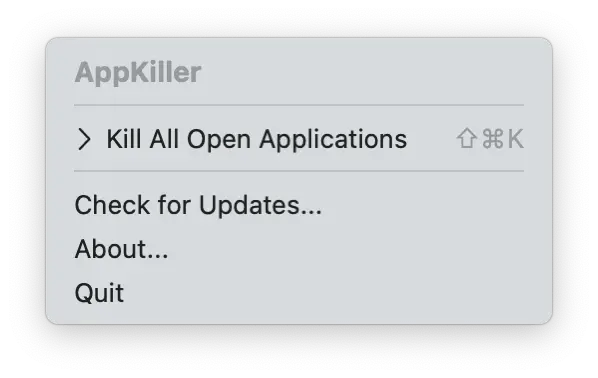 AppKiller
Kill All Open Applications ⇧⌘K
Check for Updates...
About...
Quit